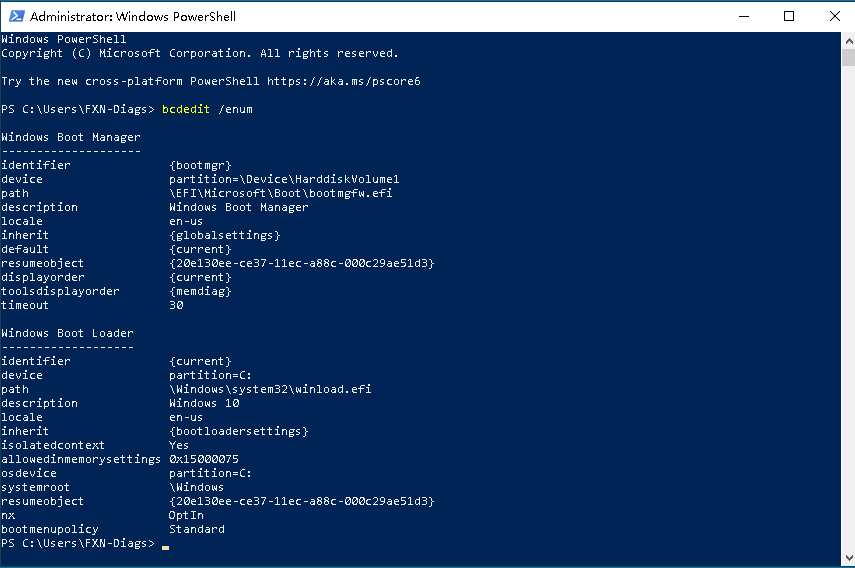 Administrator: Windows PowerShell
Windows PowerShell
Copyright (C) Microsoft Corporation. All rights reserved.
Try the new cross-platform PowerShell https://aka.ms/pscore6
PS C:\Users\FXN-Diags> bcdedit /enum
Windows Boot Manager
--------------------
identifier              {bootmgr}
device                  partition=\Device\HarddiskVolume1
path                    \EFI\Microsoft\Boot\bootmgfw.efi
description             Windows Boot Manager
locale                  en-us
inherit                 {globalsettings}
default                 {current}
resumeobject            {20e130ee-ce37-11ec-a88c-000c29ae51d3}
displayorder            {current}
toolsdisplayorder       {memdiag}
timeout                 30
Windows Boot Loader
-------------------
identifier              {current}
device                  partition=C:
path                    \Windows\system32\winload.efi
description             Windows 10
locale                  en-us
inherit                 {bootloadersettings}
isolatedcontext         Yes
allowedinmemorysettings 0x15000075
osdevice                partition=C:
systemroot              \Windows
resumeobject            {20e130ee-ce37-11ec-a88c-000c29ae51d3}
nx                      OptIn
bootmenupolicy          Standard
PS C:\Users\FXN-Diags>